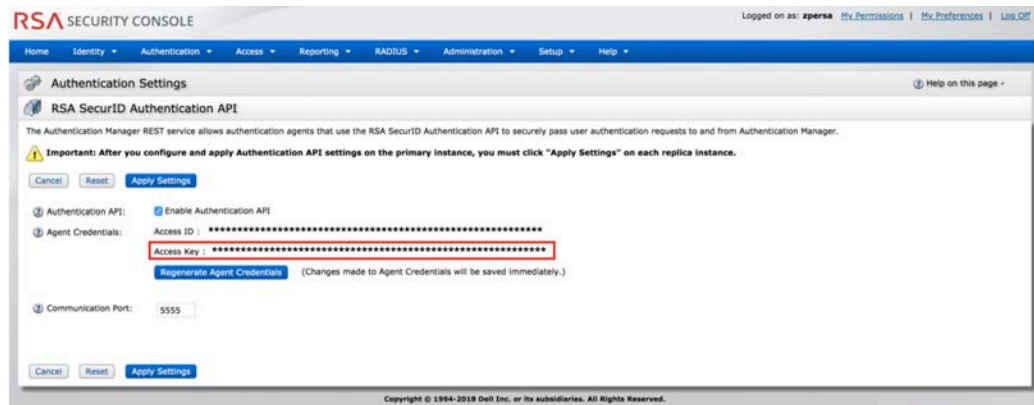 RSA SECURITY CONSOLE
Logged on as: zpersa My Permissions | My Preferences | Log Off
Home Identity Authentication Access Reporting RADIUS Administration Setup Help
Authentication Settings
Help on this page
RSA SecurID Authentication API
The Authentication Manager REST service allows authentication agents that use the RSA SecurID Authentication API to securely pass user authentication requests to and from Authentication Manager.
Important: After you configure and apply Authentication API settings on the primary instance, you must click "Apply Settings" on each replica instance.
Cancel Reset Apply Settings
Authentication API: Enable Authentication API
Agent Credentials: Access ID : **********************************************************
Access Key : **********************************************************
Regenerate Agent Credentials (Changes made to Agent Credentials will be saved immediately.)
Communication Port: 5555
Cancel Reset Apply Settings
Copyright © 1994-2018 Dell Inc. or its subsidiaries. All Rights Reserved.